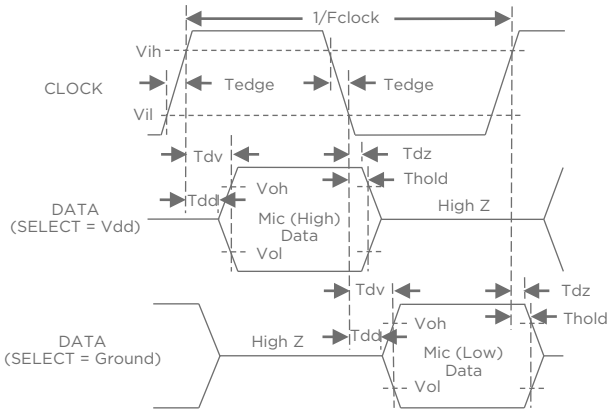 1/Fclock
Vih
CLOCK
Tedge
Tedge
Vil
Tdv
Tdz
Voh
Thold
Tdd
DATA
(SELECT = Vdd)
Mic (High)
Data
High Z
Vol
Tdv
Tdz
Voh
Thold
Tdd
DATA
(SELECT = Ground)
High Z
Mic (Low)
Data
Vol